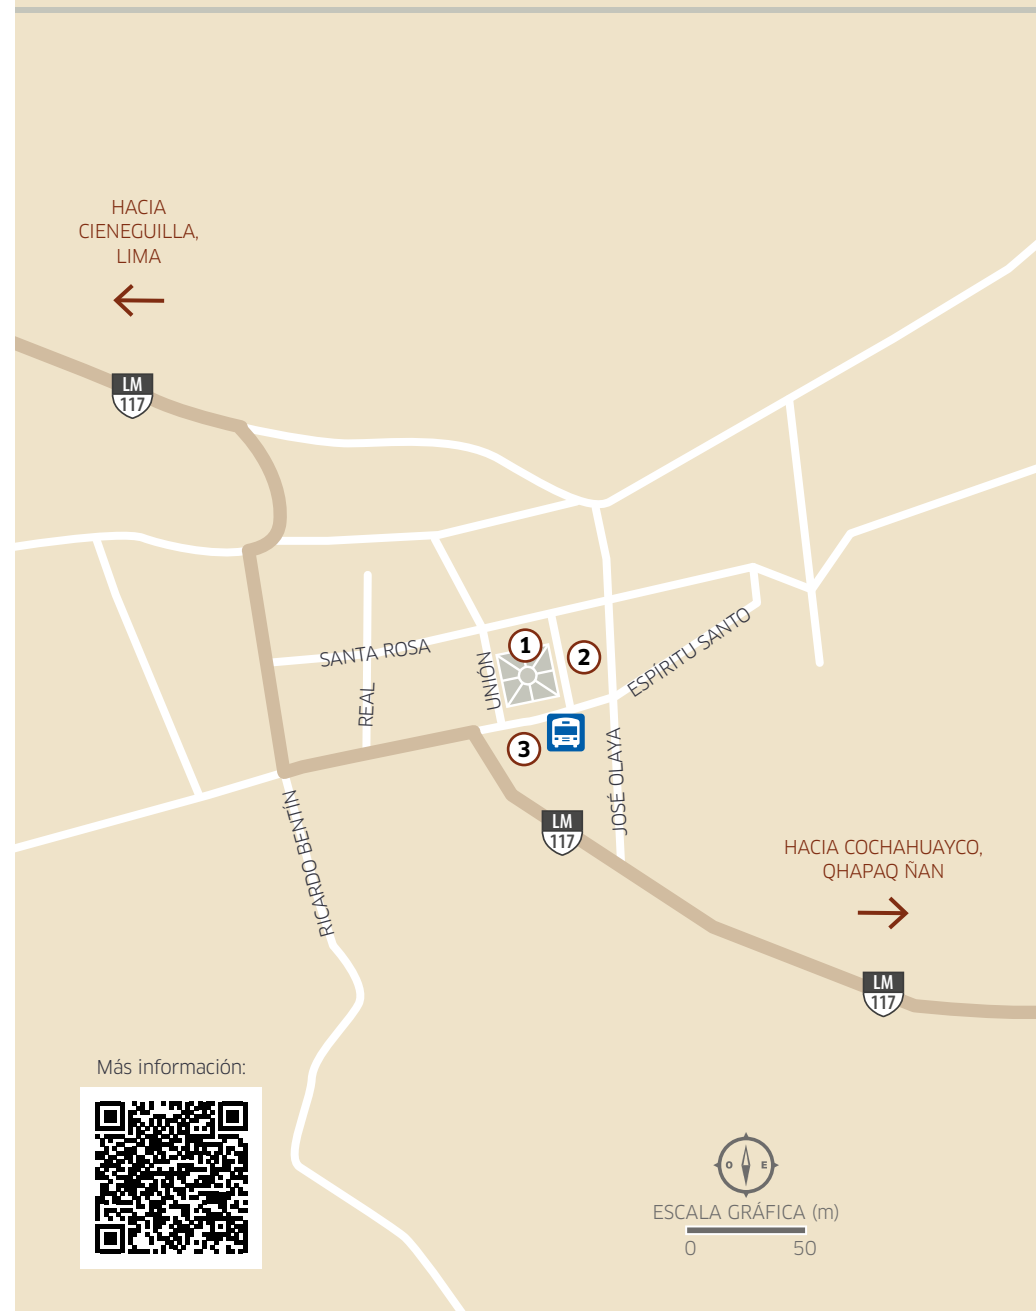 HACIA
CIENEGUILLA,
LIMA
LM
117
SANTA ROSA
REAL
UNIÓN
1
2
3
ESPÍRITU SANTO
JOSÉ OLAYA
RICARDO BENTÍN
LM
117
HACIA COCHAHUAYCO,
QHAPAQ ÑAN
LM
117
Más información:
O E
ESCALA GRÁFICA (m)
0 50